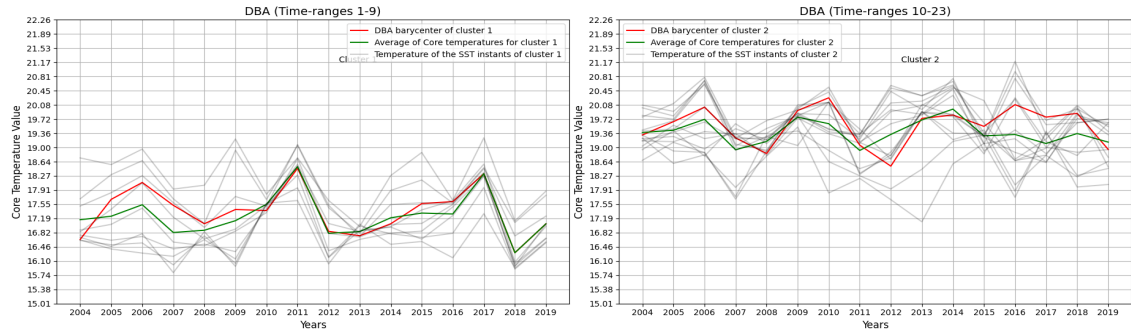 DBA (Time-ranges 1-9)
22.26
21.89
21.53
21.17
20.81
20.44
20.08
19.72
19.36
19.00
18.64
18.27
17.91
17.55
17.19
16.82
16.46
16.10
15.74
15.38
15.01
Core Temperature Value
DBA barycenter of cluster 1
Average of Core temperatures for cluster 1
Temperature of the SST instants of cluster 1
2004 2005 2006 2007 2008 2009 2010 2011 2012 2013 2014 2015 2016 2017 2018 2019
Years
DBA (Time-ranges 10-23)
22.26
21.89
21.53
21.17
20.81
20.44
20.08
19.72
19.36
19.00
18.64
18.27
17.91
17.55
17.19
16.82
16.46
16.10
15.74
15.38
15.01
Core Temperature Value
DBA barycenter of cluster 2
Average of Core temperatures for cluster 2
Temperature of the SST instants of cluster 2
Cluster 2
2004 2005 2006 2007 2008 2009 2010 2011 2012 2013 2014 2015 2016 2017 2018 2019
Years